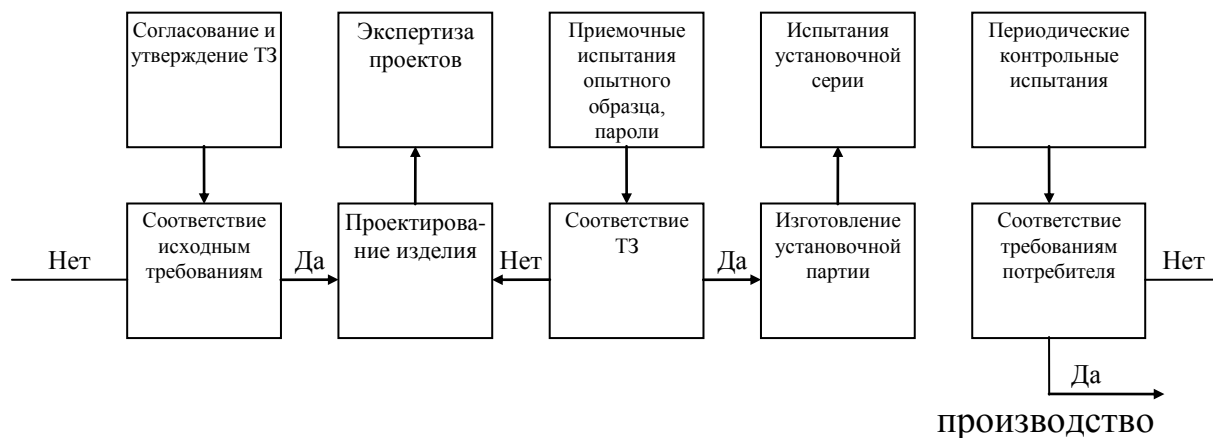 Согласование и
утверждение ТЗ
Экспертиза
проектов
Приемочные
испытания
опытного
образца,
пароли
Испытания
установочной
серии
Периодические
контрольные
испытания
Нет
Соответствие
исходным
требованиям
Да
Проектирова-
ние изделия
Нет
Соответствие
ТЗ
Да
Изготовление
установочной
партии
Соответствие
требованиям
потребителя
Нет
Да
производство